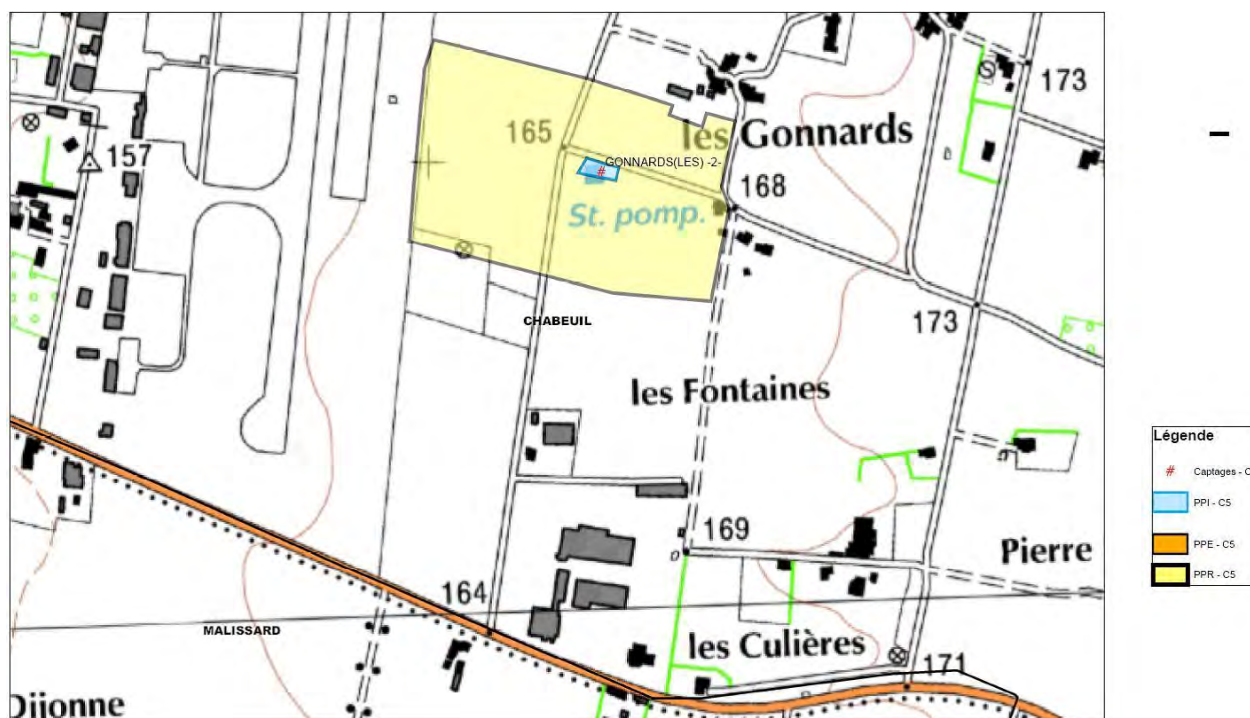 173
165
157
les Gonnards
GONNARDS(LES) -2-
168
St. pomp.
173
CHABEUIL
les Fontaines
Légende
# Captages - C
PPI - C5
PPE - C5
PPR - C5
169
Pierre
164
MALISSARD
les Culières
171
Dijonne